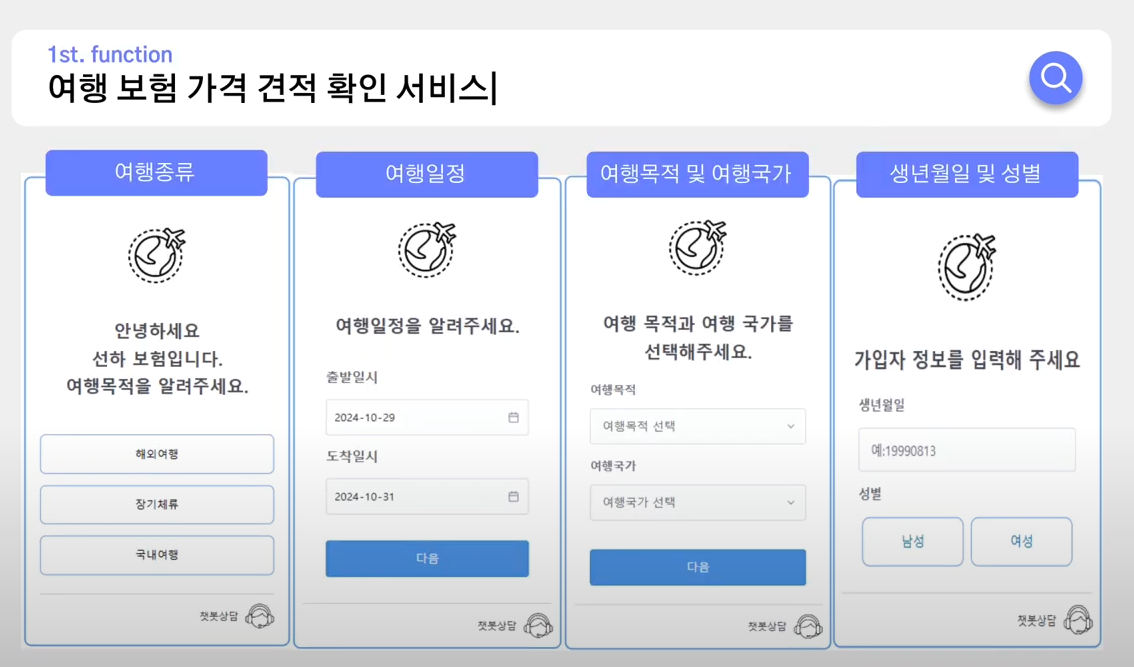 1st. function
여행 보험 가격 견적 확인 서비스
여행종류
안녕하세요
선하 보험입니다.
여행목적을 알려주세요.
해외여행
장기체류
국내여행
챗봇상담
여행일정
여행일정을 알려주세요.
출발일시
2024-10-29
도착일시
2024-10-31
다음
챗봇상담
여행목적 및 여행국가
여행 목적과 여행 국가를
선택해주세요.
여행목적
여행목적 선택
여행국가
여행국가 선택
다음
챗봇상담
생년월일 및 성별
가입자 정보를 입력해 주세요
생년월일
예:19990813
성별
남성
여성
챗봇상담